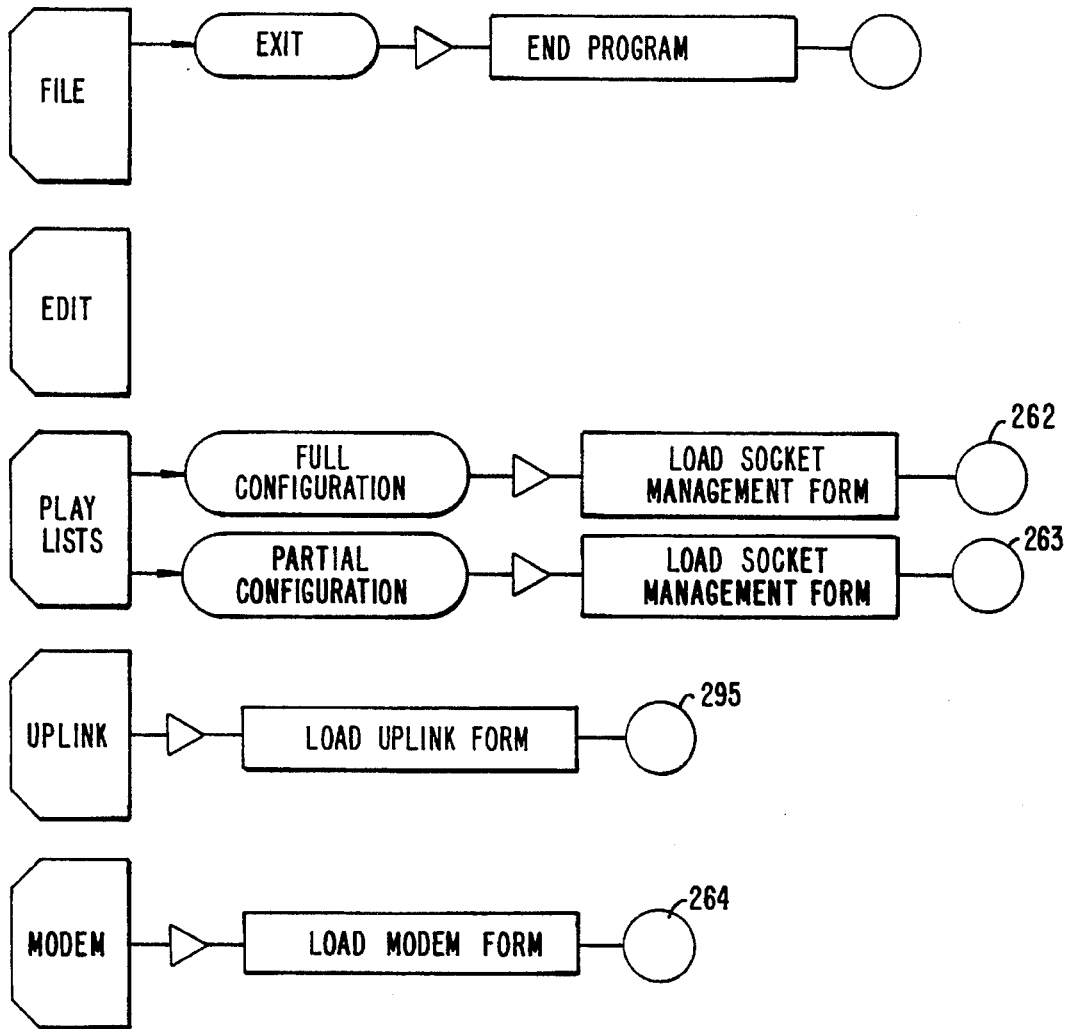 FILE
EXIT
END PROGRAM
EDIT
PLAY
LISTS
FULL
CONFIGURATION
LOAD SOCKET
MANAGEMENT FORM
262
PARTIAL
CONFIGURATION
LOAD SOCKET
MANAGEMENT FORM
263
UPLINK
LOAD UPLINK FORM
295
MODEM
LOAD MODEM FORM
264